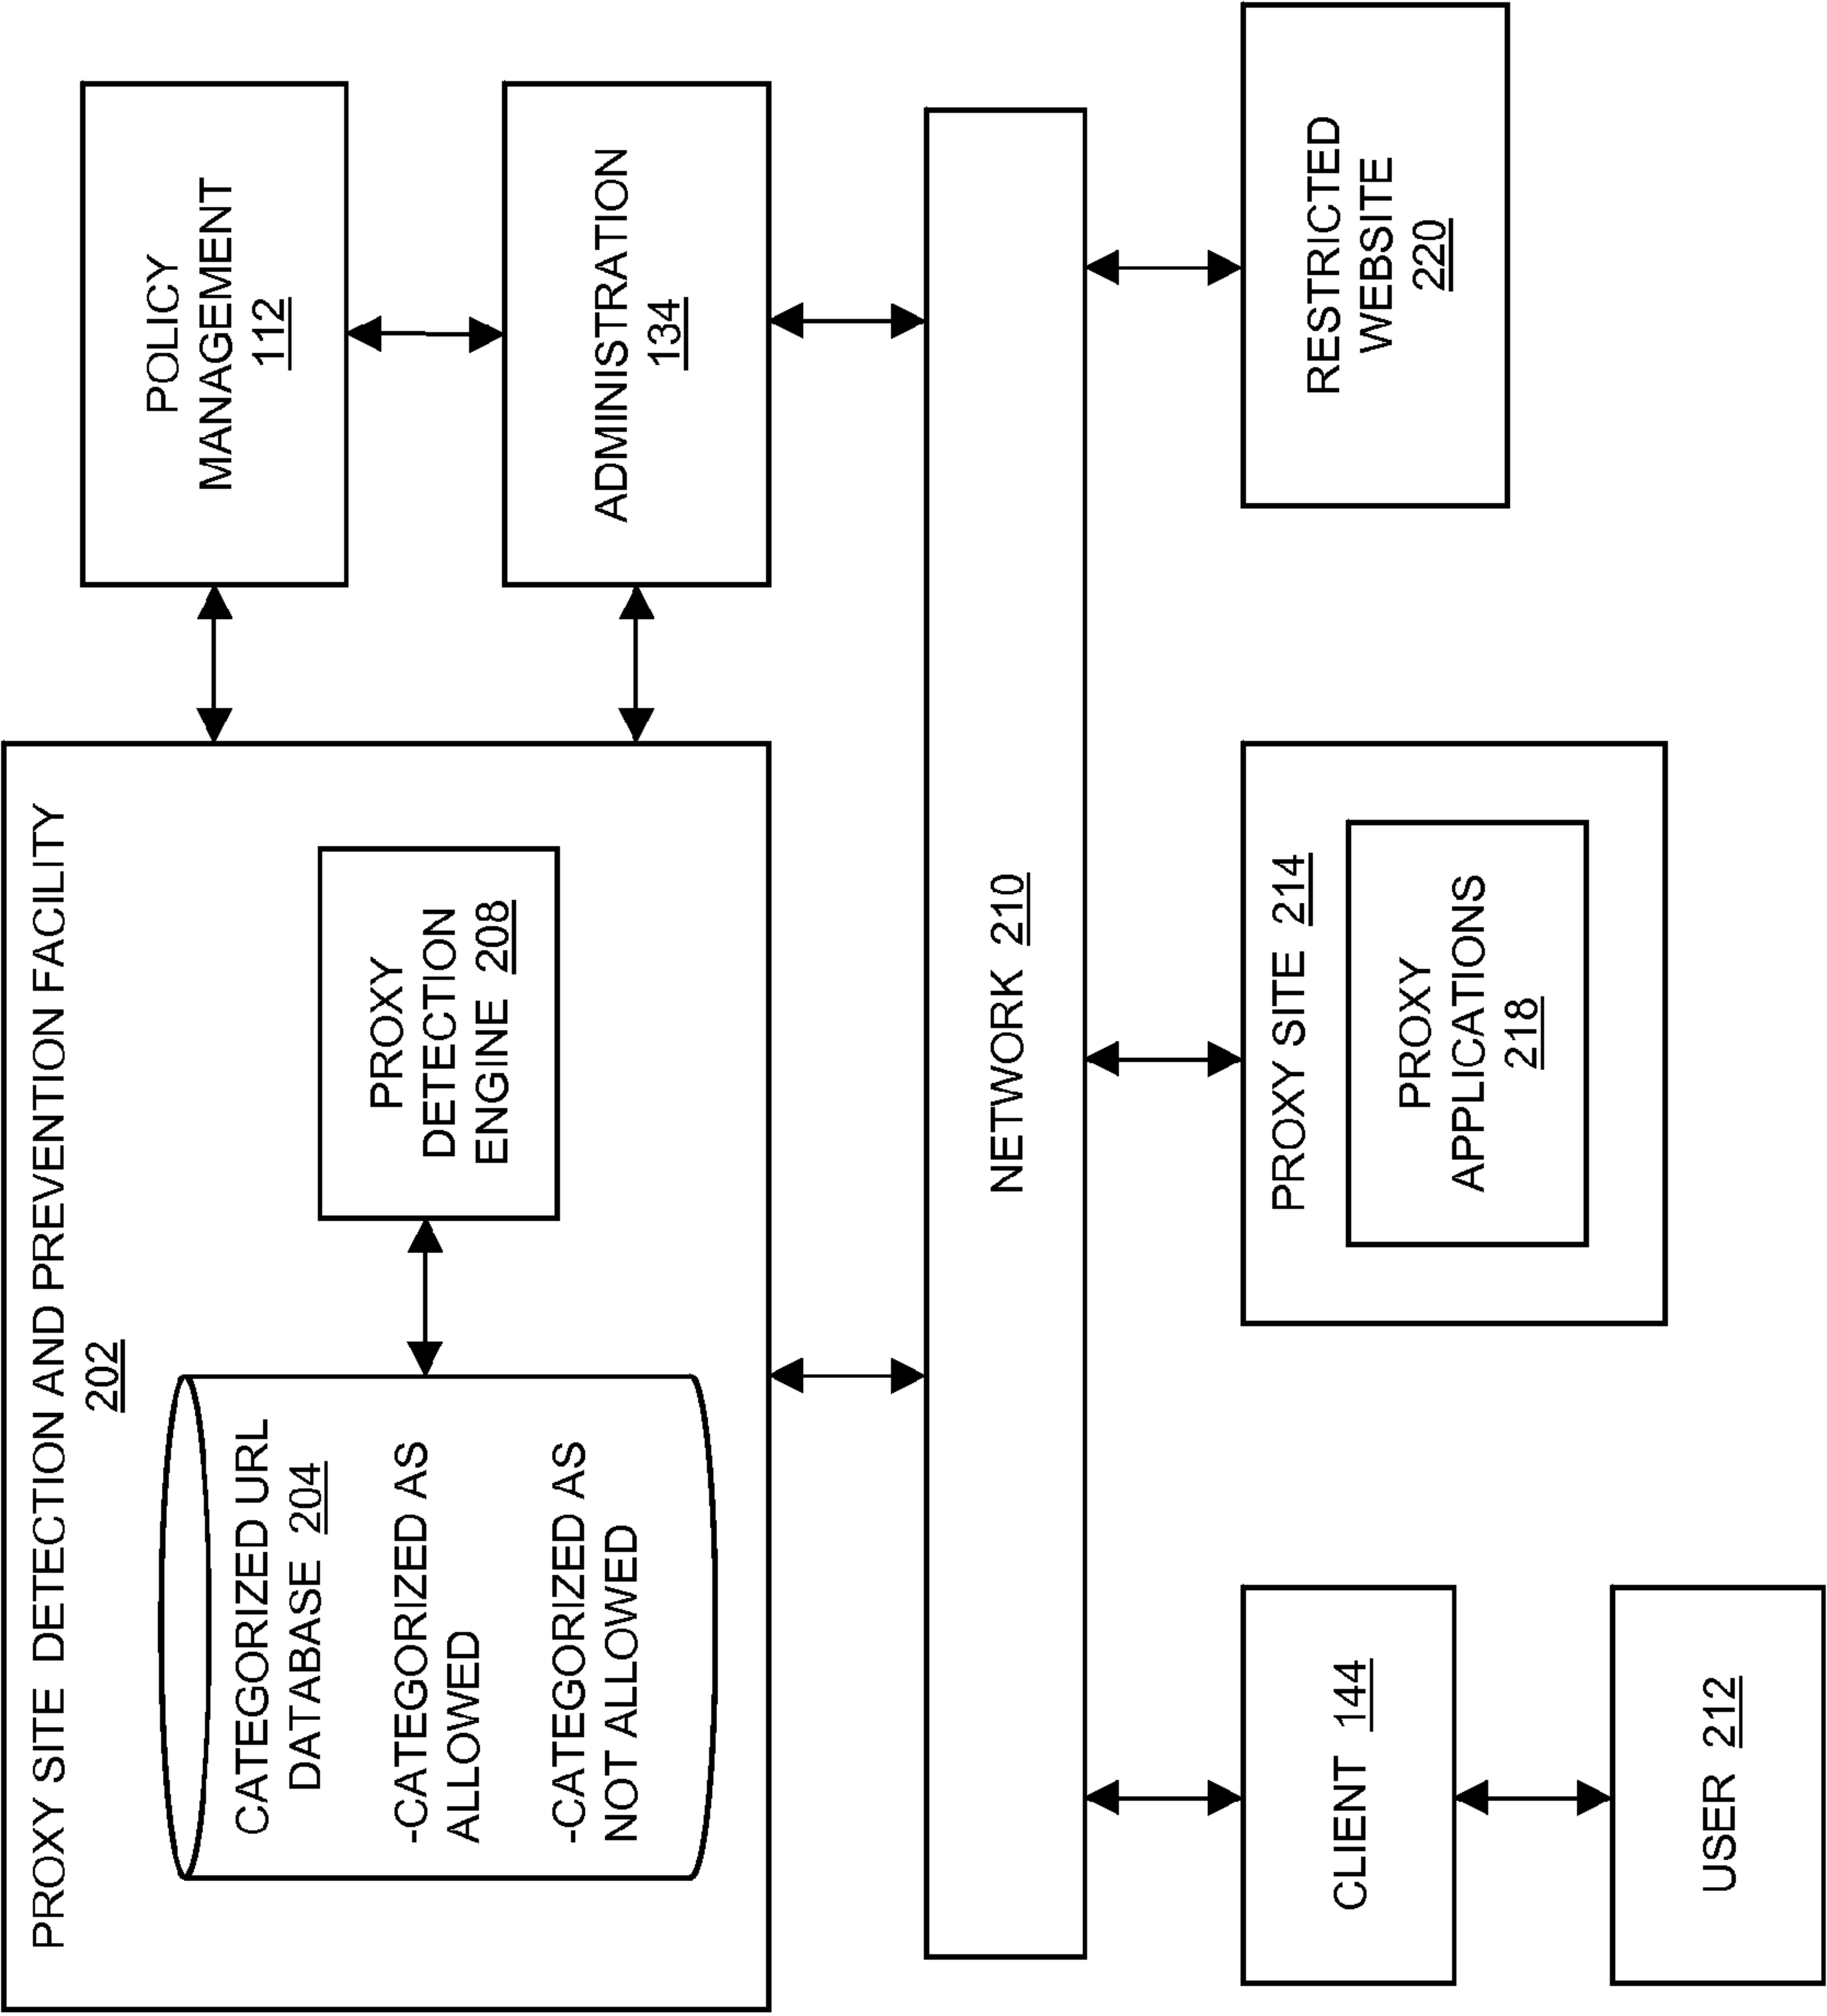 PROXY SITE DETECTION AND PREVENTION FACILITY
202
CATEGORIZED URL
DATABASE 204
-CATEGORIZED AS
ALLOWED
-CATEGORIZED AS
NOT ALLOWED
PROXY
DETECTION
ENGINE 208
POLICY
MANAGEMENT
112
ADMINISTRATION
134
NETWORK 210
CLIENT 144
USER 212
PROXY SITE 214
PROXY
APPLICATIONS
218
RESTRICTED
WEBSITE
220